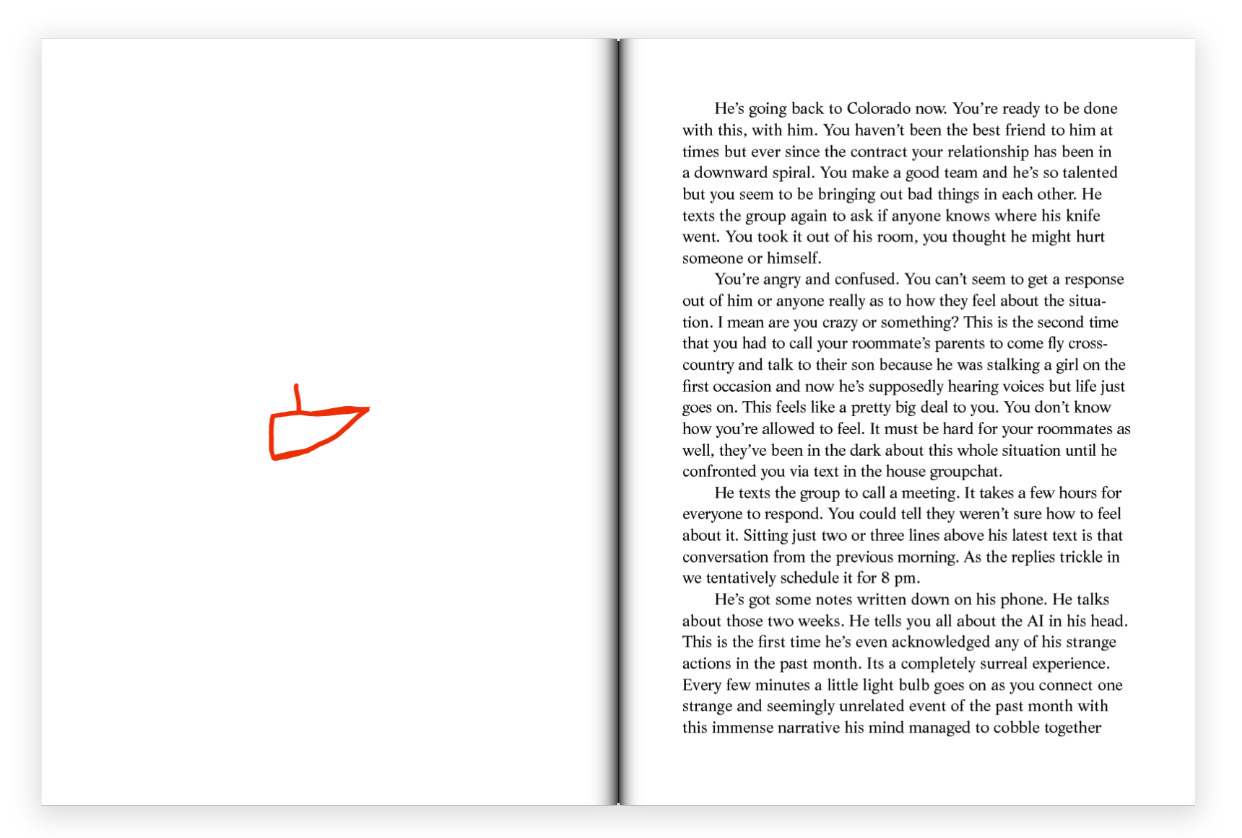 He’s going back to Colorado now. You’re ready to be done
with this, with him. You haven’t been the best friend to him at
times but ever since the contract your relationship has been in
a downward spiral. You make a good team and he’s so talented
but you seem to be bringing out bad things in each other. He
texts the group again to ask if anyone knows where his knife
went. You took it out of his room, you thought he might hurt
someone or himself.
You’re angry and confused. You can’t seem to get a response
out of him or anyone really as to how they feel about the situa-
tion. I mean are you crazy or something? This is the second time
that you had to call your roommate’s parents to come fly cross-
country and talk to their son because he was stalking a girl on the
first occasion and now he’s supposedly hearing voices but life just
goes on. This feels like a pretty big deal to you. You don’t know
how you’re allowed to feel. It must be hard for your roommates as
well, they’ve been in the dark about this whole situation until he
confronted you via text in the house groupchat.
He texts the group to call a meeting. It takes a few hours for
everyone to respond. You could tell they weren’t sure how to feel
about it. Sitting just two or three lines above his latest text is that
conversation from the previous morning. As the replies trickle in
we tentatively schedule it for 8 pm.
He’s got some notes written down on his phone. He talks
about those two weeks. He tells you all about the AI in his head.
This is the first time he’s even acknowledged any of his strange
actions in the past month. Its a completely surreal experience.
Every few minutes a little light bulb goes on as you connect one
strange and seemingly unrelated event of the past month with
this immense narrative his mind managed to cobble together